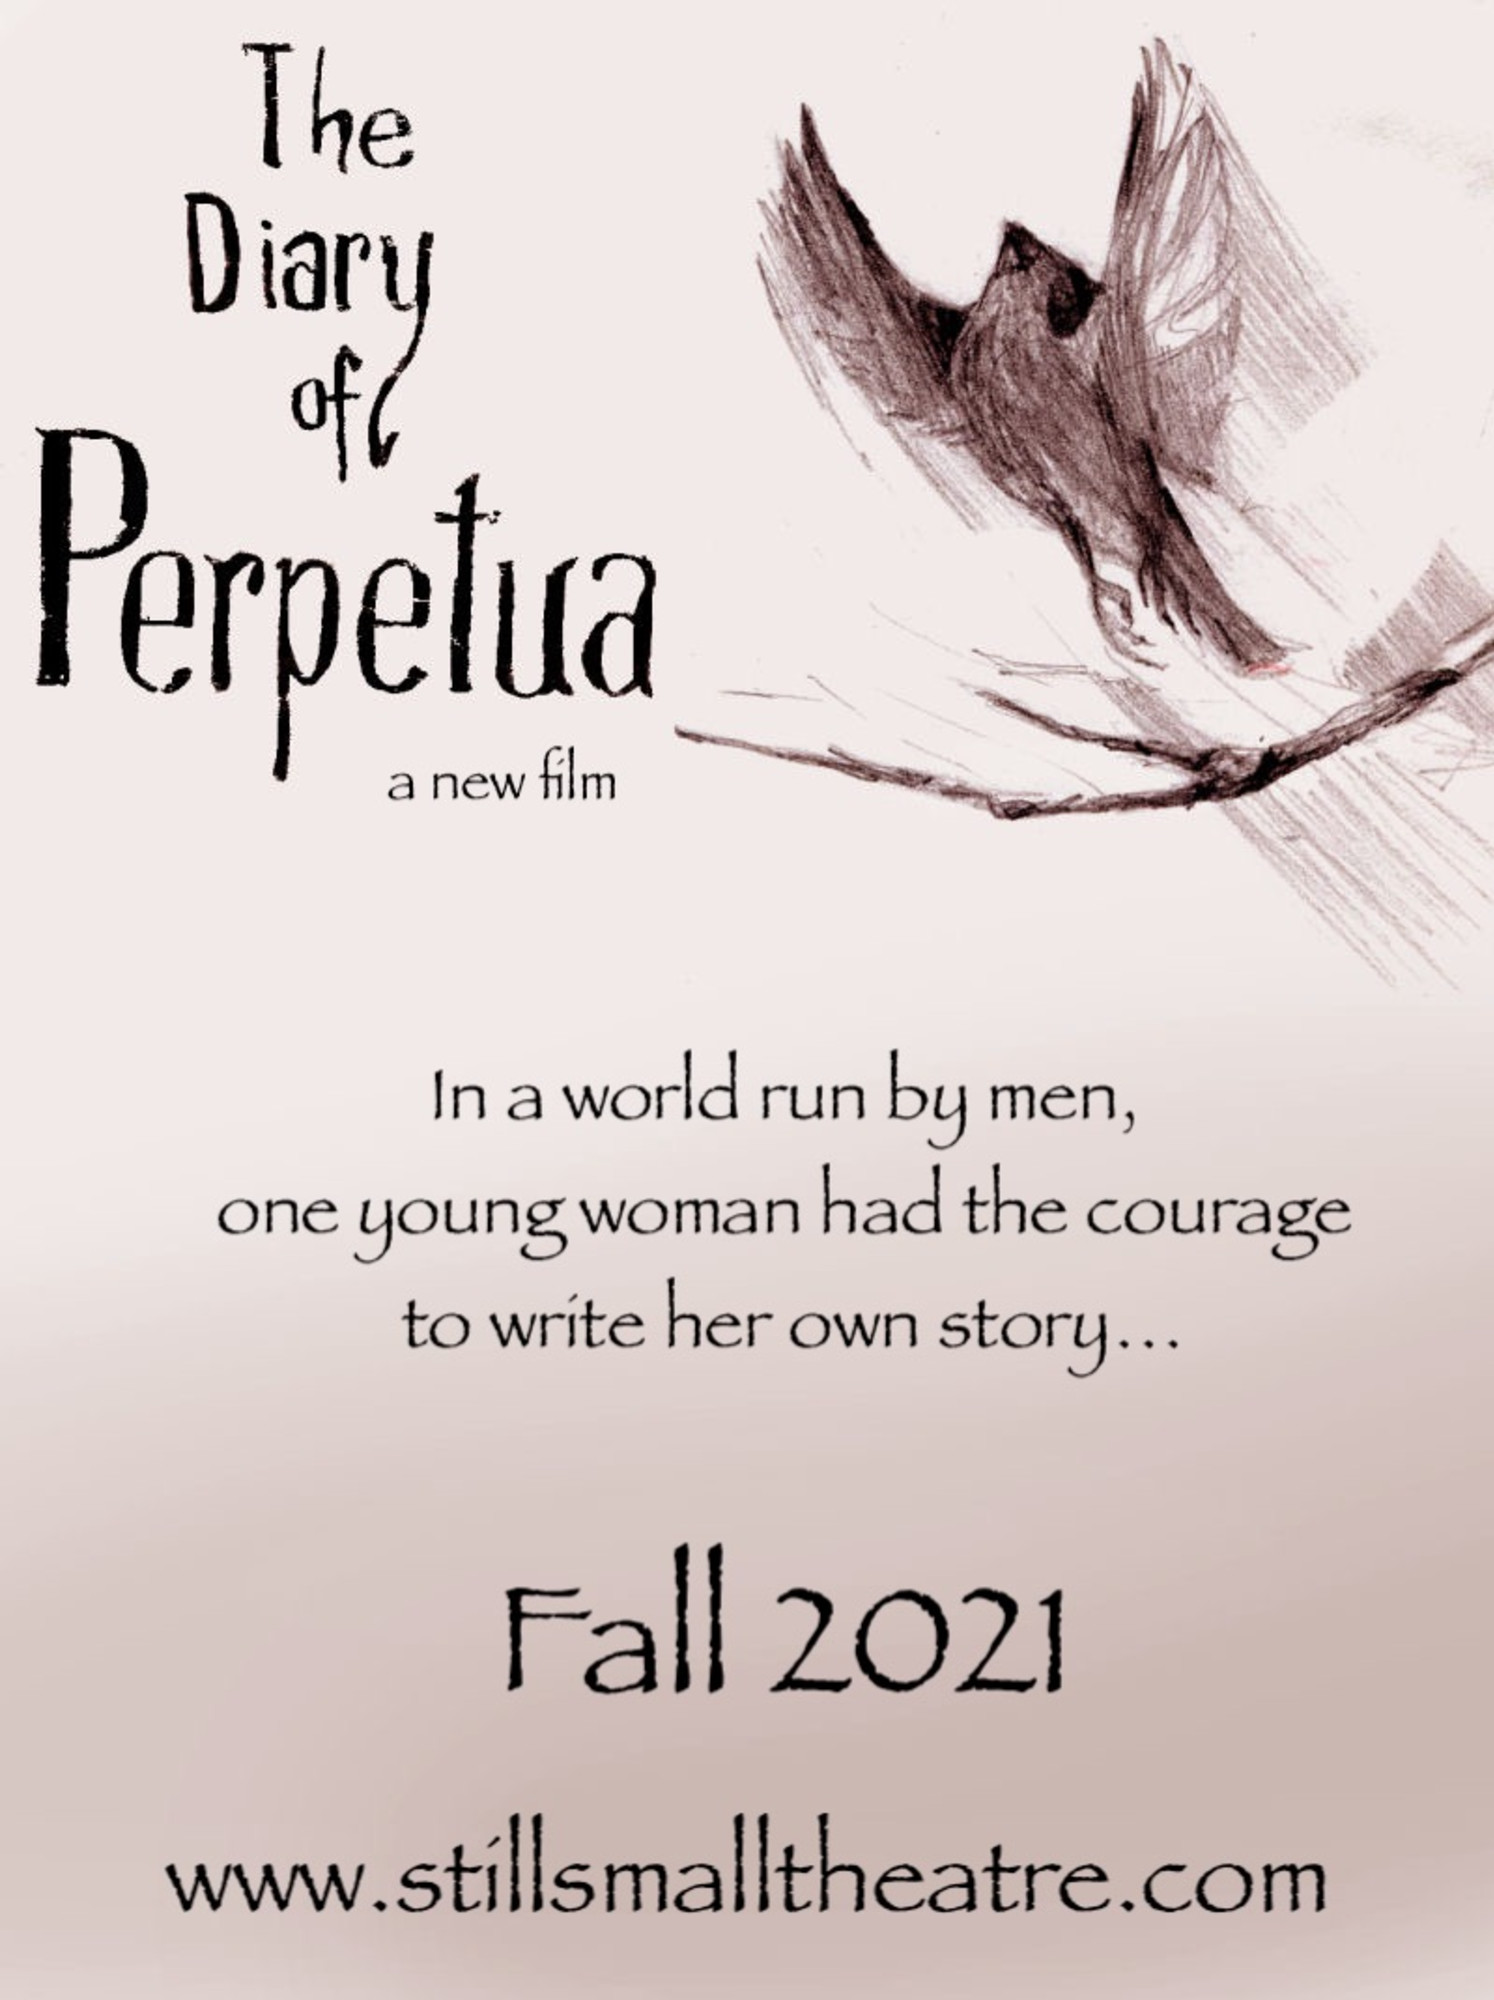 The
Diary
of
Perpetua
a new film
In a world run by men,
one young woman had the courage
to write her own story...
Fall 2021
www.stillsmalltheatre.com